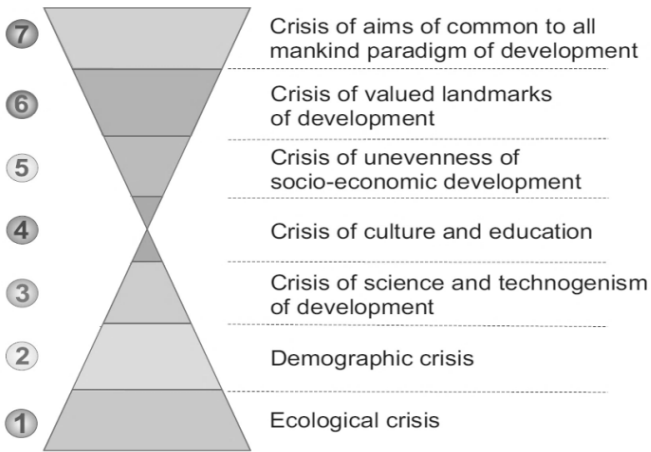 7 Crisis of aims of common to all
mankind paradigm of development
6 Crisis of valued landmarks
of development
5 Crisis of unevenness of
socio-economic development
4 Crisis of culture and education
3 Crisis of science and technogenism
of development
2 Demographic crisis
1 Ecological crisis